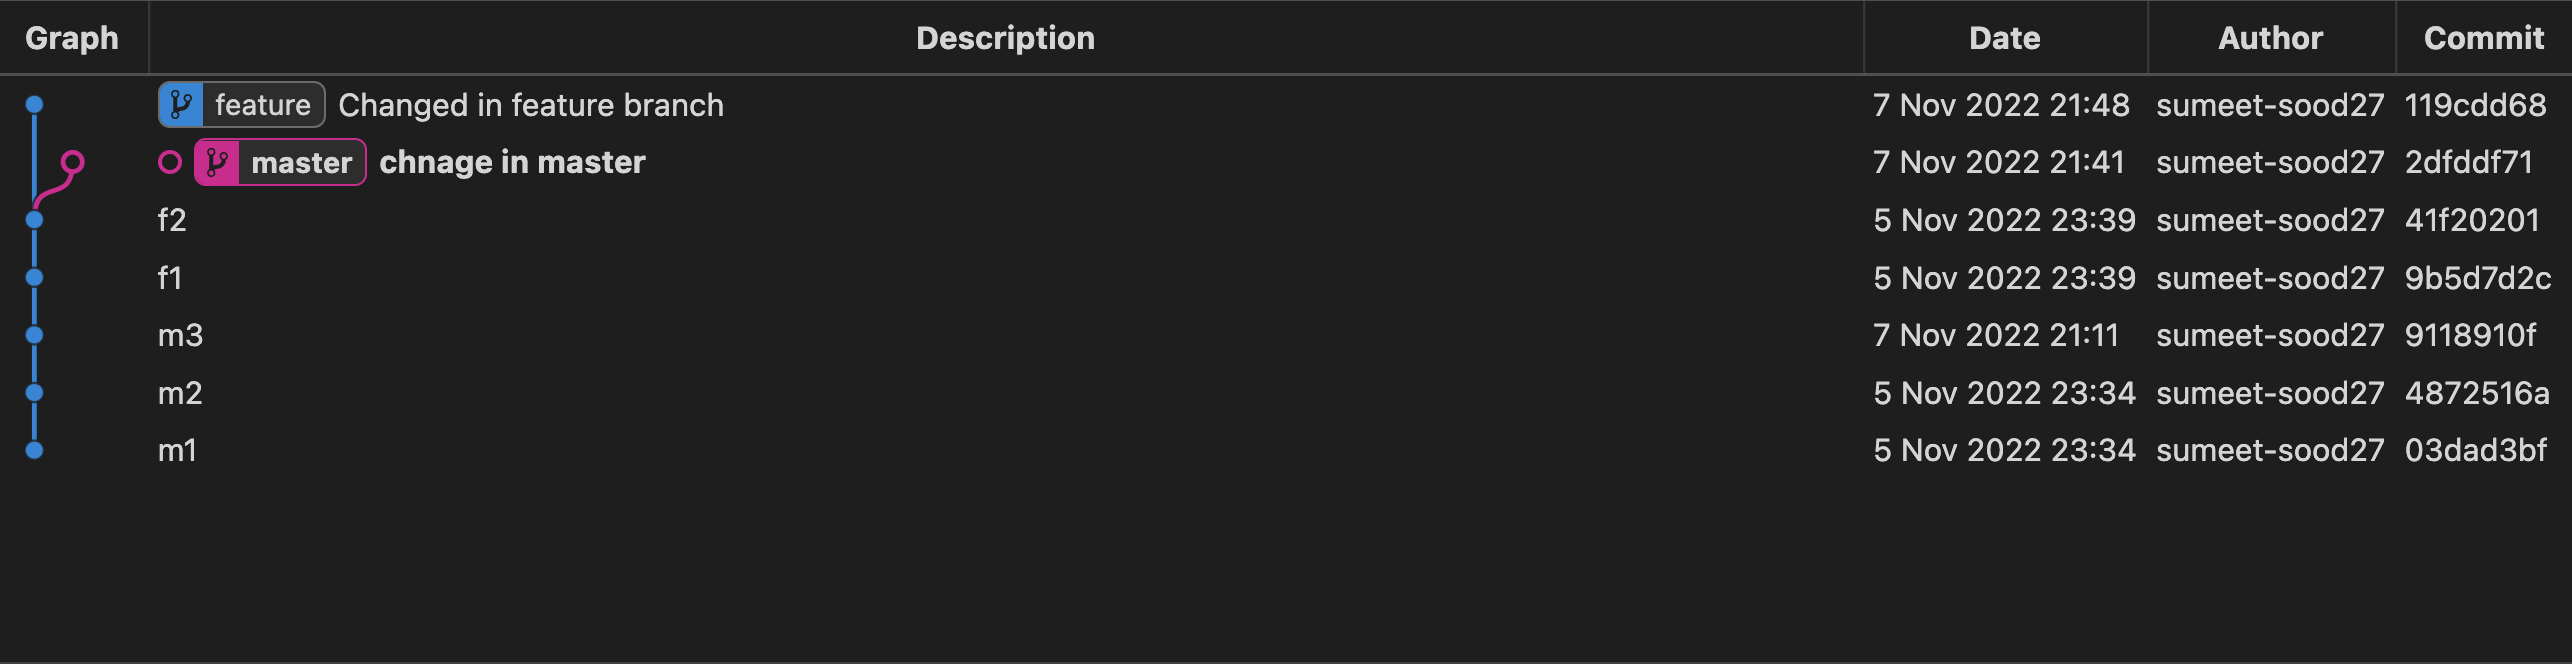 Graph Description Date Author Commit
feature Changed in feature branch 7 Nov 2022 21:48 sumeet-sood27 119cdd68
master chnage in master 7 Nov 2022 21:41 sumeet-sood27 2dfddf71
f2 5 Nov 2022 23:39 sumeet-sood27 41f20201
f1 5 Nov 2022 23:39 sumeet-sood27 9b5d7d2c
m3 7 Nov 2022 21:11 sumeet-sood27 9118910f
m2 5 Nov 2022 23:34 sumeet-sood27 4872516a
m1 5 Nov 2022 23:34 sumeet-sood27 03dad3bf